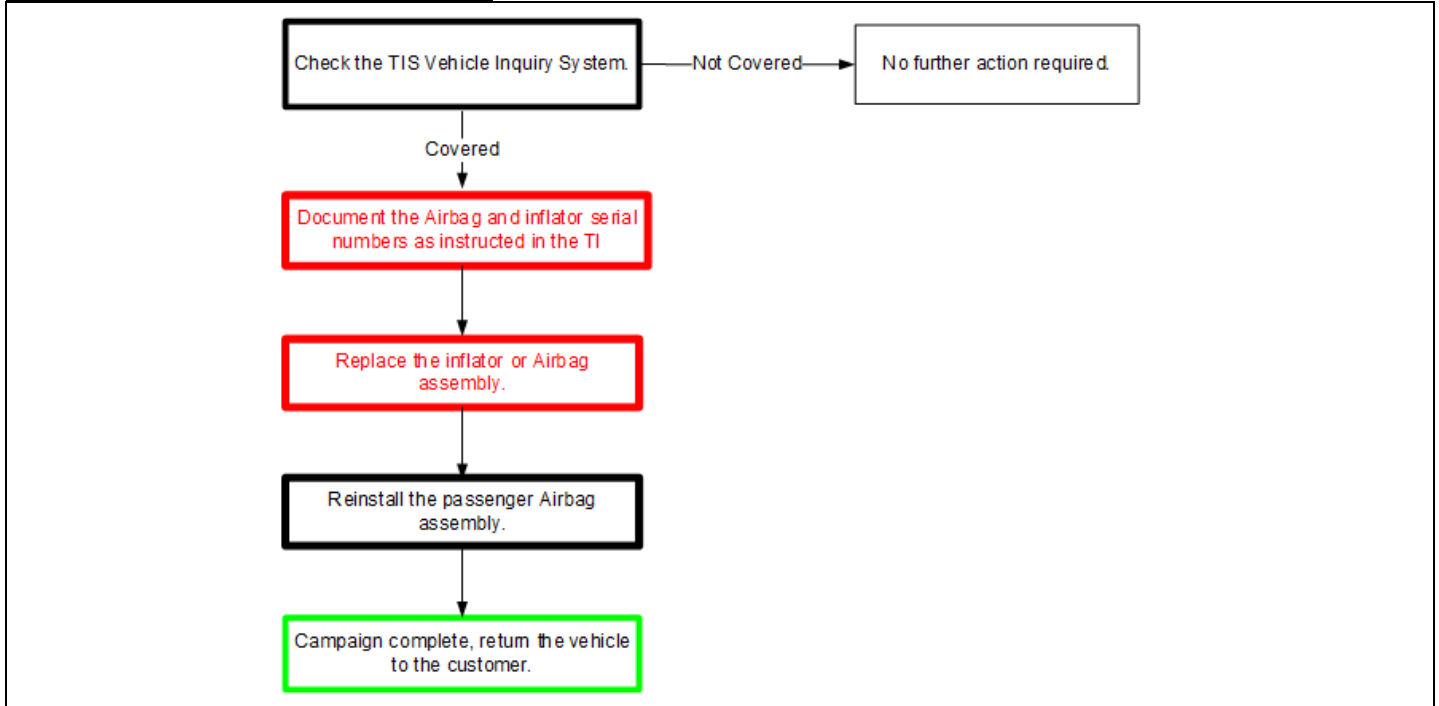 Check the TIS Vehicle Inquiry System.
Not Covered
No further action required.
Covered
Document the Airbag and inflator serial
numbers as instructed in the TI
Replace the inflator or Airbag
assembly.
Reinstall the passenger Airbag
assembly.
Campaign complete, return the vehicle
to the customer.